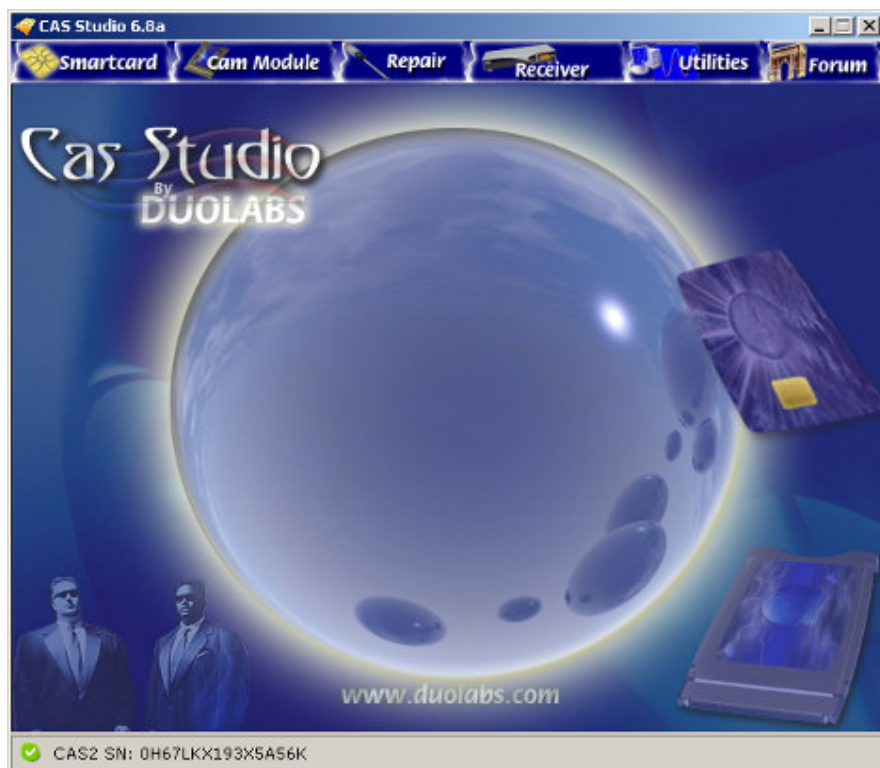 CAS Studio 6.8a
Smartcard Cam Module Repair Receiver Utilities Forum
Cas Studio
By
DUOLABS
www.duolabs.com
CAS2 SN: 0H67LKX193X5A56K